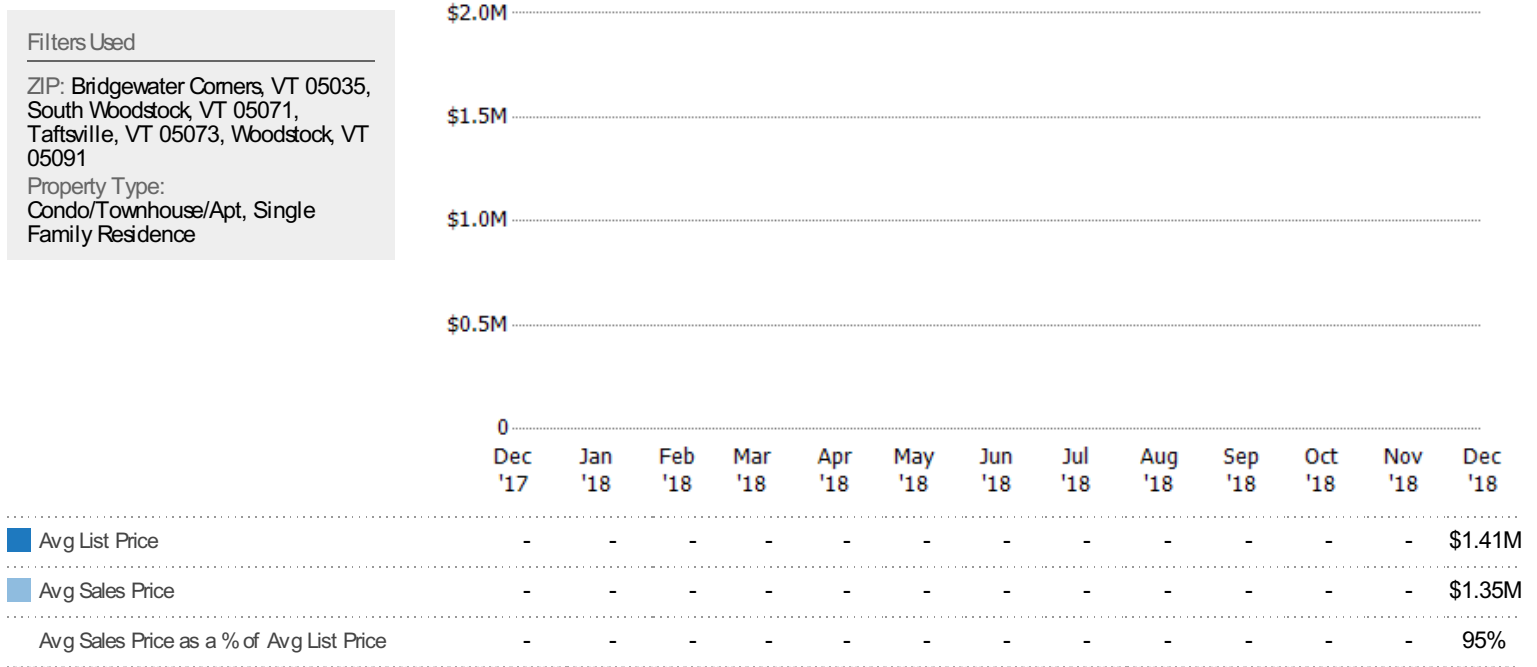 Filters Used
ZIP: Bridgewater Corners, VT 05035,
South Woodstock, VT 05071,
Taftsville, VT 05073, Woodstock, VT
05091
Property Type:
Condo/Townhouse/Apt, Single
Family Residence
$2.0M
$1.5M
$1.0M
$0.5M
0
Dec Jan Feb Mar Apr May Jun Jul Aug Sep Oct Nov Dec
'17 '18 '18 '18 '18 '18 '18 '18 '18 '18 '18 '18 '18
Avg List Price - - - - - - - - - - - - $1.41M
Avg Sales Price - - - - - - - - - - - - $1.35M
Avg Sales Price as a % of Avg List Price - - - - - - - - - - - - 95%